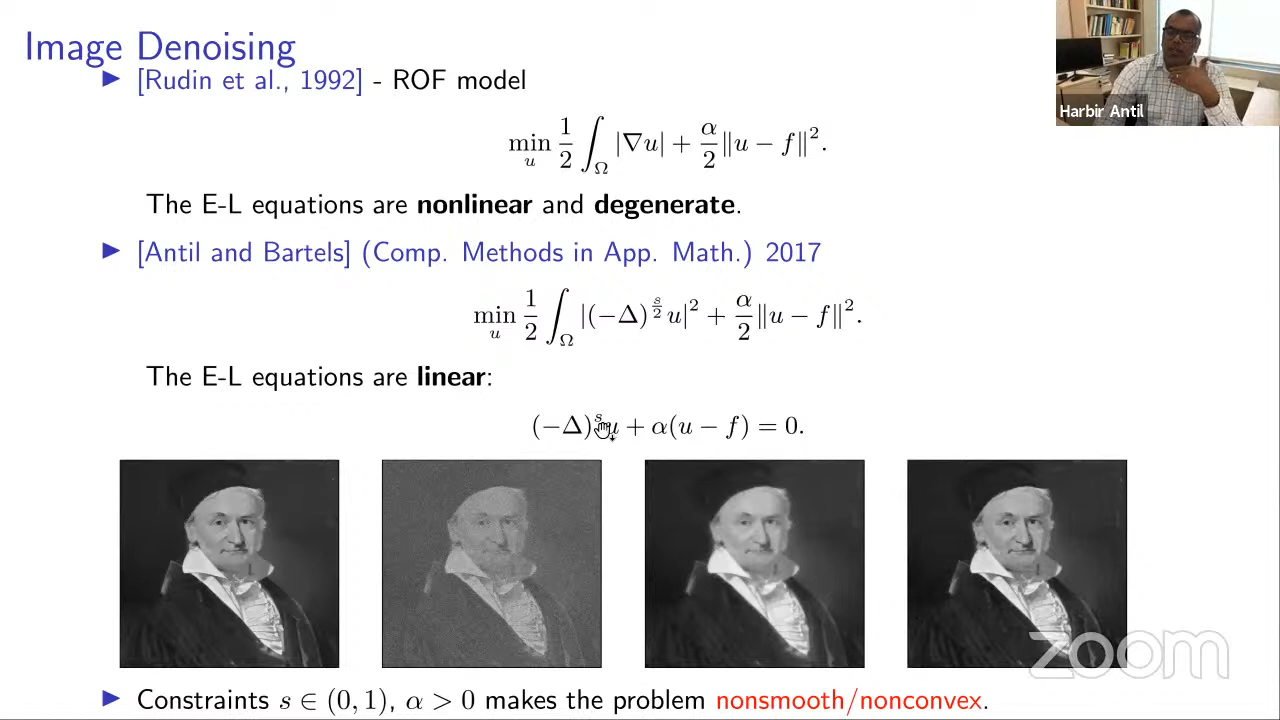 Image Denoising
▶ [Rudin et al., 1992] - ROF model
min_u 1/2 ∫_Ω |∇u| + α/2 ‖u − f‖².
The E-L equations are nonlinear and degenerate.
▶ [Antil and Bartels] (Comp. Methods in App. Math.) 2017
min_u 1/2 ∫_Ω |(−Δ)^{s/2} u|² + α/2 ‖u − f‖².
The E-L equations are linear:
(−Δ)^s u + α(u − f) = 0.
▶ Constraints s ∈ (0, 1), α > 0 makes the problem nonsmooth/nonconvex.
Harbir Antil
zoom